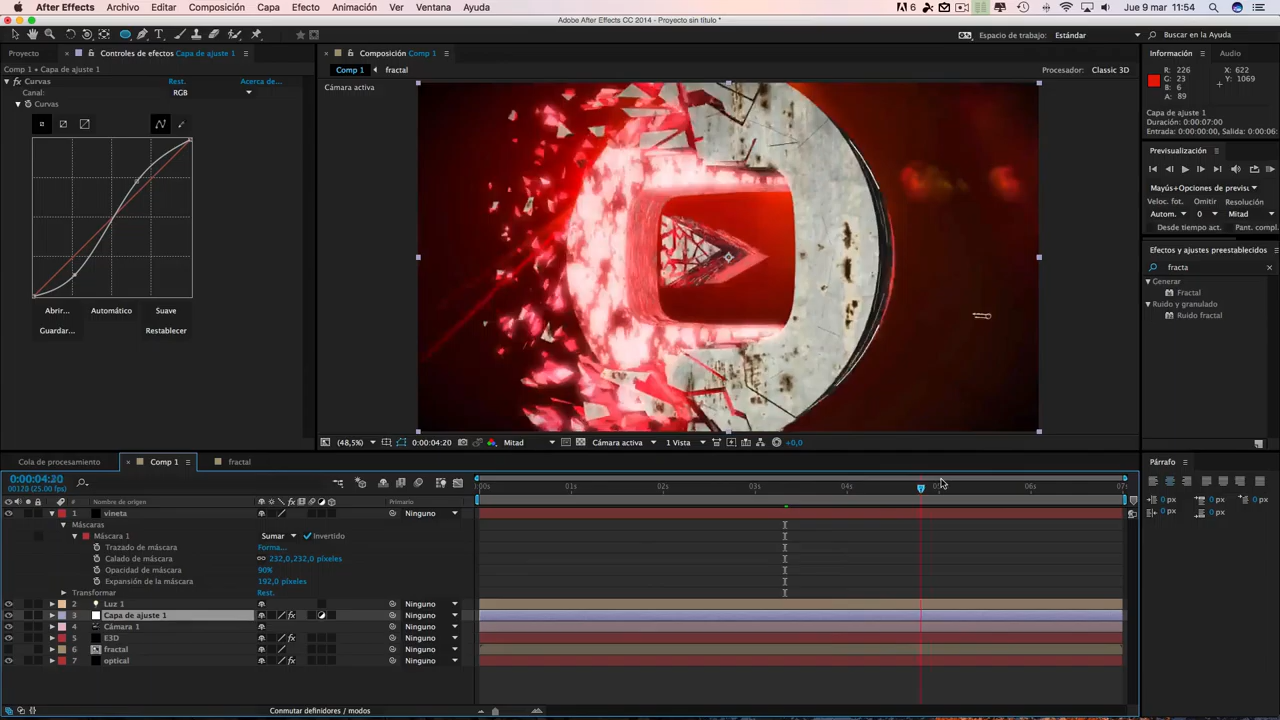 After Effects Archivo Editar Composición Capa Efecto Animación Ver Ventana Ayuda
6 Jue 9 mar 11:54
Adobe After Effects CC 2014 - Proyecto sin título *
Espacio de trabajo: Estándar Buscar en la Ayuda
Proyecto × Controles de efectos Capa de ajuste 1
Composición Comp 1
Información Audio
Comp 1 • Capa de ajuste 1
Comp 1 fractal
Procesador: Classic 3D
fx Curvas Rest. Acerca de...
Canal: RGB
Curvas
Cámara activa
R: 226
G: 23
B: 6
A: 89
X: 622
Y: 1069
Capa de ajuste 1
Duración: 0:00:07:00
Entrada: 0:00:00:00, Salida: 0:00:06:
Previsualización
Mayús+Opciones de previs...
Veloc. fot. Omitir Resolución
Autom. 0 Mitad
Desde tiempo act. Pant. compl.
Efectos y ajustes preestablecidos
fracta ×
Generar
Fractal
Ruido y granulado
Ruido fractal
Abrir... Automático Suave
Guardar... Restablecer
(48,5%) 0:00:04:20 Mitad Cámara activa 1 Vista +0,0
Cola de procesamiento × Comp 1 fractal
Párrafo
0:00:04:20
00120 (25.00 fps)
:00s 01s 02s 03s 04s 05s 06s 07s
# Nombre de origen fx Primario
1 vineta Ninguno
Máscaras
Máscara 1 Sumar Invertido
Trazado de máscara Forma...
Calado de máscara 232,0,232,0 píxeles
Opacidad de máscara 90%
Expansión de la máscara 192,0 píxeles
Transformar Rest.
2 Luz 1 Ninguno
3 Capa de ajuste 1 fx Ninguno
4 Cámara 1 Ninguno
5 E3D fx Ninguno
6 fractal Ninguno
7 optical fx Ninguno
0 px 0 px 0 px
0 px 0 px
Conmutar definidores / modos